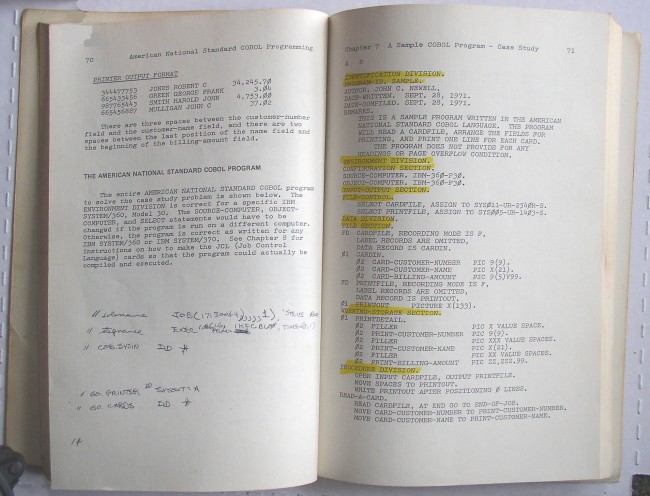 70 American National Standard COBOL Programming
PRINTER OUTPUT FORMAT
344477753 JONES ROBERT C 34,245.70
665435456 GREEN GEORGE FRANK 3.04
987765443 SMITH HAROLD JOHN 4,753.00
665456887 MULLIGAN JOHN C 37.02
There are three spaces between the customer-number
field and the customer-name field, and there are two
spaces between the last position of the name field and
the beginning of the billing-amount field.
THE AMERICAN NATIONAL STANDARD COBOL PROGRAM
The entire AMERICAN NATIONAL STANDARD COBOL program
to solve the case study problem is shown below. The
ENVIRONMENT DIVISION is correct for a specific IBM
SYSTEM/360, Model 30. The SOURCE-COMPUTER, OBJECT-
COMPUTER, and SELECT statements would have to be
changed if the program is run on a different computer.
Otherwise, the program is correct as written for any
IBM SYSTEM/360 or IBM SYSTEM/370. See Chapter 8 for
instructions on how to make the JCL (Job Control
Language) cards so that the program could actually be
compiled and executed.
// jobname JOB
// EXEC
// COB.SYSIN DD *
// GO.PRINTER DD SYSOUT=A
// GO.CARDS DD *
/*
Chapter 7 A Sample COBOL Program - Case Study 71
A B
IDENTIFICATION DIVISION.
PROGRAM-ID. SAMPLE.
AUTHOR. JOHN C. NEWELL.
DATE-WRITTEN. SEPT. 28, 1971.
DATE-COMPILED. SEPT. 28, 1971.
REMARKS.
THIS IS A SAMPLE PROGRAM WRITTEN IN THE AMERICAN
NATIONAL STANDARD COBOL LANGUAGE. THE PROGRAM
WILL READ A CARDFILE, ARRANGE THE FIELDS FOR
PRINTING, AND PRINT ONE LINE FOR EACH CARD.
THE PROGRAM DOES NOT PROVIDE FOR ANY
HEADINGS OR PAGE OVERFLOW CONDITION.
ENVIRONMENT DIVISION.
CONFIGURATION SECTION.
SOURCE-COMPUTER. IBM-360-F30.
OBJECT-COMPUTER. IBM-360-F30.
INPUT-OUTPUT SECTION.
FILE-CONTROL.
SELECT CARDFILE, ASSIGN TO SYS011-UR-2540R-S.
SELECT PRINTFILE, ASSIGN TO SYS005-UR-1403-S.
DATA DIVISION.
FILE SECTION.
FD CARDFILE, RECORDING MODE IS F,
LABEL RECORDS ARE OMITTED,
DATA RECORD IS CARDIN.
01 CARDIN.
02 CARD-CUSTOMER-NUMBER PIC 9(9).
02 CARD-CUSTOMER-NAME PIC X(21).
02 CARD-BILLING-AMOUNT PIC 9(5)V99.
FD PRINTFILE, RECORDING MODE IS F,
LABEL RECORDS ARE OMITTED,
DATA RECORD IS PRINTOUT.
01 PRINTOUT PICTURE X(133).
WORKING-STORAGE SECTION.
01 PRINTDETAIL.
02 FILLER PIC X VALUE SPACE.
02 PRINT-CUSTOMER-NUMBER PIC 9(9).
02 FILLER PIC XXX VALUE SPACES.
02 PRINT-CUSTOMER-NAME PIC X(21).
02 FILLER PIC XX VALUE SPACES.
02 PRINT-BILLING-AMOUNT PIC ZZ,ZZZ.99.
PROCEDURE DIVISION.
OPEN INPUT CARDFILE, OUTPUT PRINTFILE.
MOVE SPACES TO PRINTOUT.
WRITE PRINTOUT AFTER POSITIONING 0 LINES.
READ-A-CARD.
READ CARDFILE, AT END GO TO END-OF-JOB.
MOVE CARD-CUSTOMER-NUMBER TO PRINT-CUSTOMER-NUMBER.
MOVE CARD-CUSTOMER-NAME TO PRINT-CUSTOMER-NAME.